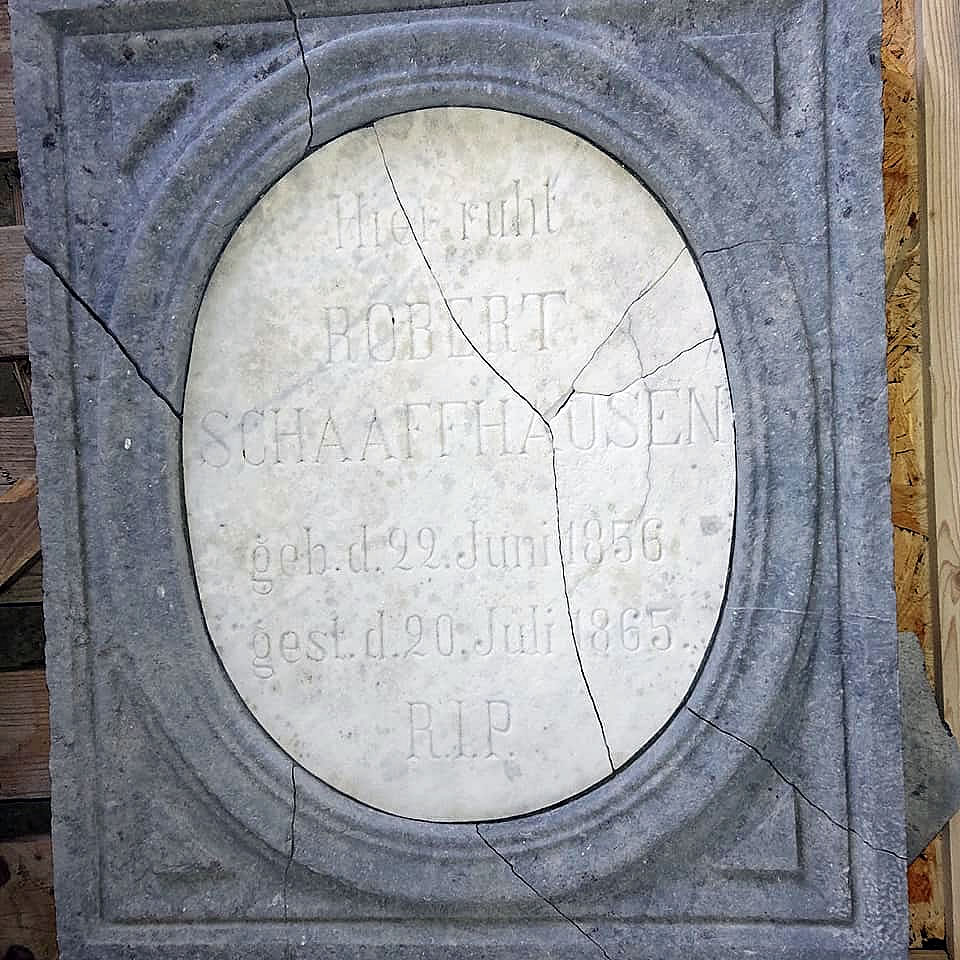 Hier ruht
ROBERT
SCHAAFFHAUSEN
geb. d. 22. Juni 1856
gest. d. 20. Juli 1865.
R.I.P.